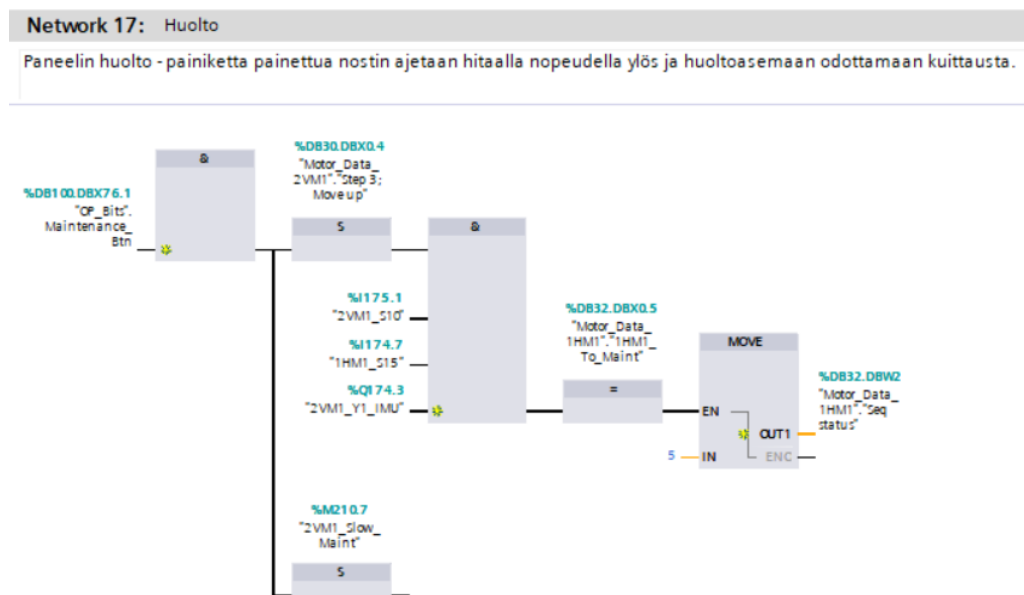 Network 17: Huolto
Paneelin huolto - painiketta painettua nostin ajetaan hitaalla nopeudella ylös ja huoltoasemaan odottamaan kuittausta.
&
%DB100.DBX76.1
"OP_Bits".
Maintenance_
Btn
%DB30.DBX0.4
"Motor_Data_
2VM1"."Step 3;
Move up"
S
&
%I175.1
"2VM1_S10"
%I174.7
"1HM1_S15"
%Q174.3
"2VM1_Y1_IMU"
%DB32.DBX0.5
"Motor_Data_
1HM1"."1HM1_
To_Maint"
=
MOVE
EN
OUT1
5
IN
ENC
%DB32.DBW2
"Motor_Data_
1HM1"."Seq
status"
%M210.7
"2VM1_Slow_
Maint"
S